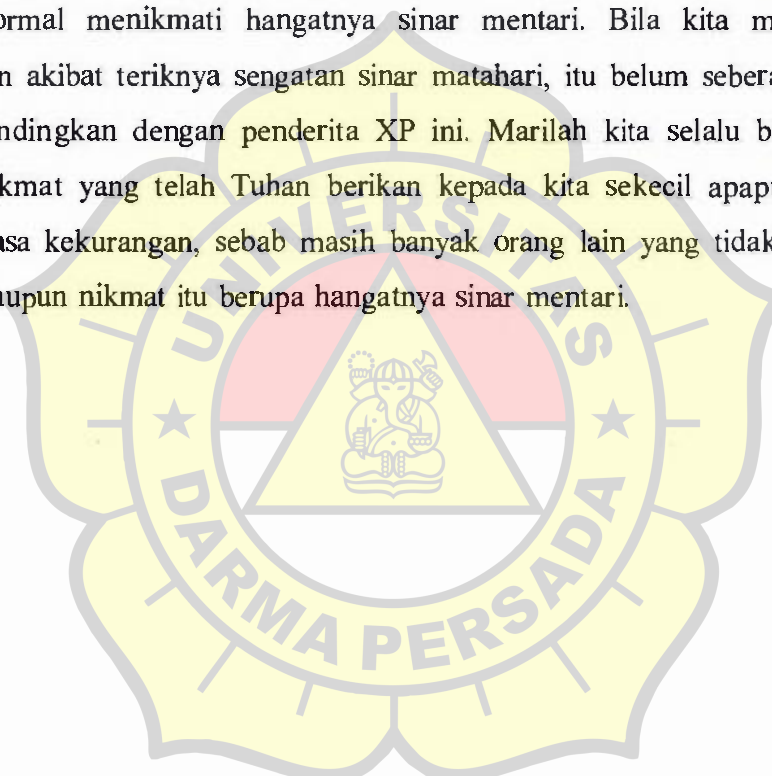 ormal menikmati hangatnya sinar mentari. Bila kita m
n akibat teriknya sengatan sinar matahari, itu belum sebera
ndingkan dengan penderita XP ini. Marilah kita selalu b
kmat yang telah Tuhan berikan kepada kita sekecil apap
asa kekurangan, sebab masih banyak orang lain yang tidak
aupun nikmat itu berupa hangatnya sinar mentari.
UNIVERSITAS
DARMA PERSADA